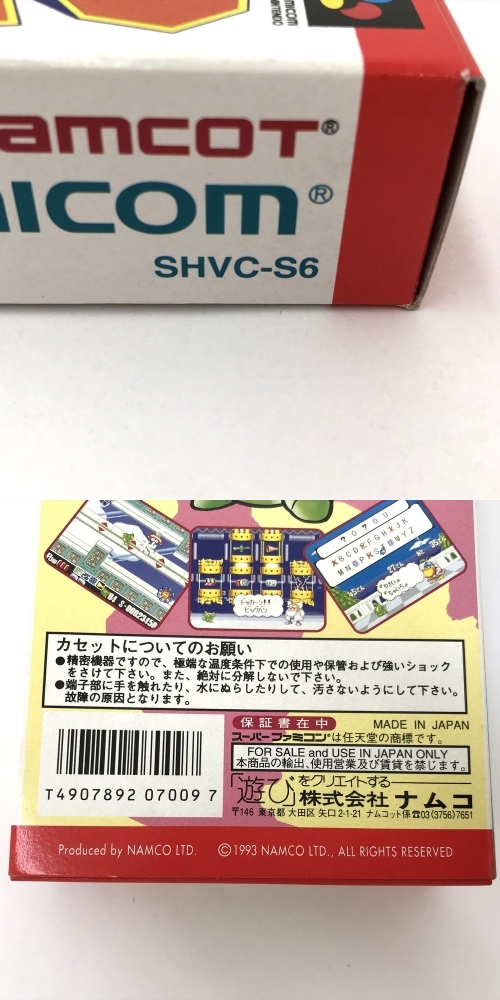 amicom
NINTENDO
amcot®
micom®
SHVC-S6
?OYOU
ABCDEFGHIJK
ドッカーン!!
ビッグバン
カセットについてのお願い
●精密機器ですので、極端な温度条件下での使用や保管および強いショック
をさけて下さい。また、絶対に分解しないで下さい。
●端子部に手を触れたり、水にぬらしたりして、汚さないようにして下さい。
故障の原因となります。
保証書在中
MADE IN JAPAN
スーパーファミコン®は任天堂の商標です。
FOR SALE and USE IN JAPAN ONLY
本商品の輸出、使用営業及び賃貸を禁じます。
「遊び」をクリエイトする
株式会社 ナムコ
〒146 東京都 大田区 矢口 2-1-21 ナムコット係 ☎03(3756)7651
T4907892 07009 7
Produced by NAMCO LTD. ©1993 NAMCO LTD., ALL RIGHTS RESERVED